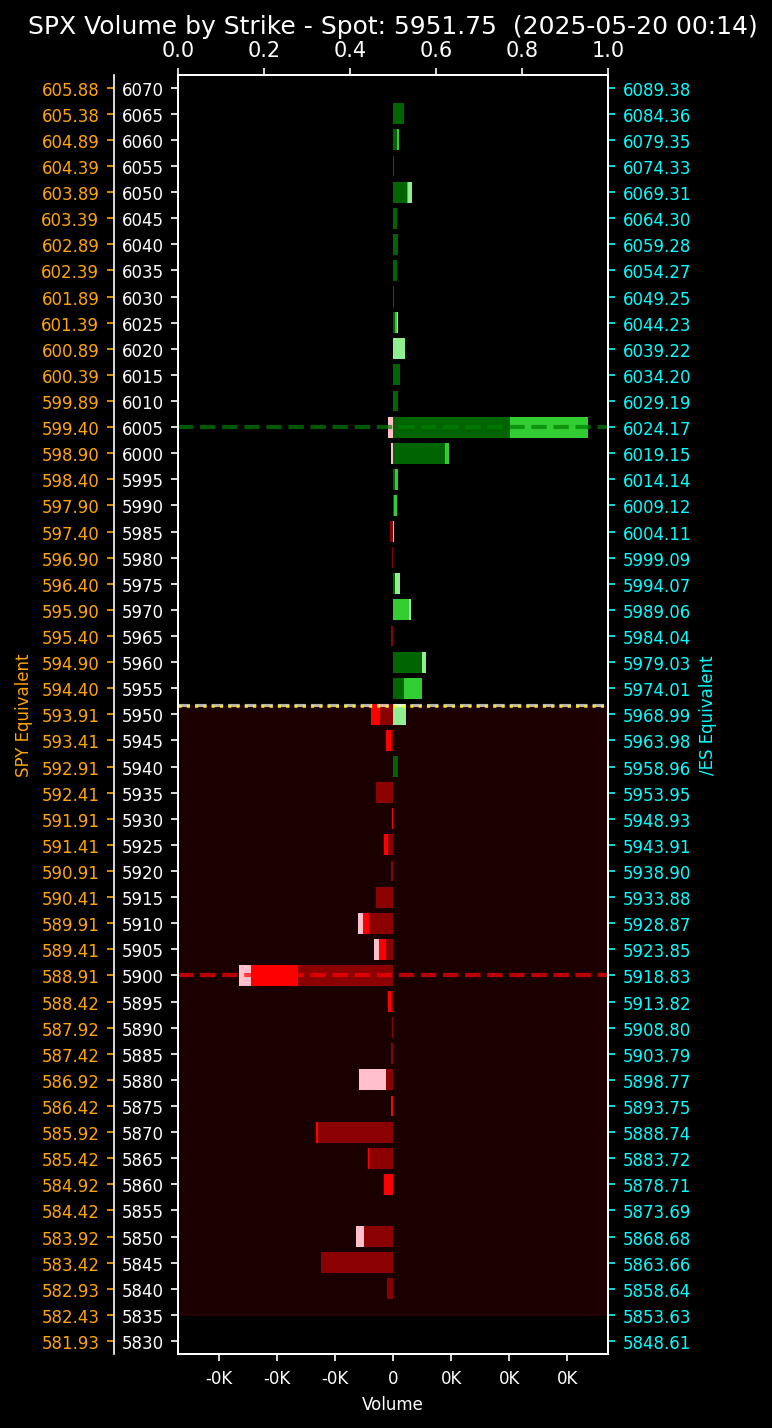 SPX Volume by Strike - Spot: 5951.75 (2025-05-20 00:14)
0.0 0.2 0.4 0.6 0.8 1.0
605.88 6070 6089.38
605.38 6065 6084.36
604.89 6060 6079.35
604.39 6055 6074.33
603.89 6050 6069.31
603.39 6045 6064.30
602.89 6040 6059.28
602.39 6035 6054.27
601.89 6030 6049.25
601.39 6025 6044.23
600.89 6020 6039.22
600.39 6015 6034.20
599.89 6010 6029.19
599.40 6005 6024.17
598.90 6000 6019.15
598.40 5995 6014.14
597.90 5990 6009.12
597.40 5985 6004.11
596.90 5980 5999.09
596.40 5975 5994.07
595.90 5970 5989.06
595.40 5965 5984.04
594.90 5960 5979.03
594.40 5955 5974.01
593.91 5950 5968.99
593.41 5945 5963.98
592.91 5940 5958.96
592.41 5935 5953.95
591.91 5930 5948.93
591.41 5925 5943.91
590.91 5920 5938.90
590.41 5915 5933.88
589.91 5910 5928.87
589.41 5905 5923.85
588.91 5900 5918.83
588.42 5895 5913.82
587.92 5890 5908.80
587.42 5885 5903.79
586.92 5880 5898.77
586.42 5875 5893.75
585.92 5870 5888.74
585.42 5865 5883.72
584.92 5860 5878.71
584.42 5855 5873.69
583.92 5850 5868.68
583.42 5845 5863.66
582.93 5840 5858.64
582.43 5835 5853.63
581.93 5830 5848.61
SPY Equivalent
/ES Equivalent
-0K -0K -0K 0 0K 0K 0K
Volume